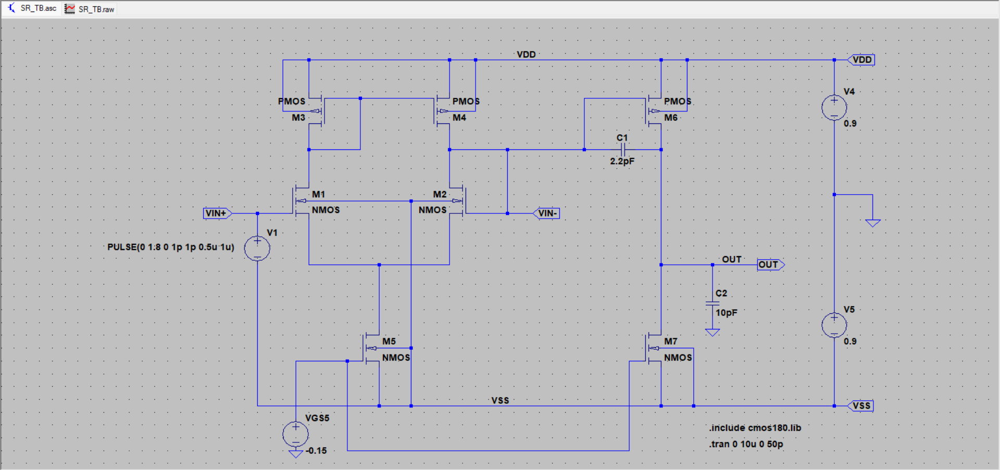 SR_TB.asc
SR_TB.raw
VDD
VDD
V4
PMOS
PMOS
PMOS
M3
M4
M6
0.9
C1
2.2pF
M1
M2
NMOS
NMOS
VIN+
VIN-
V1
PULSE(0 1.8 0 1p 1p 0.5u 1u)
OUT
OUT
C2
10pF
V5
M5
M7
0.9
NMOS
NMOS
VSS
VSS
VGS5
-0.15
.include cmos180.lib
.tran 0 10u 0 50p